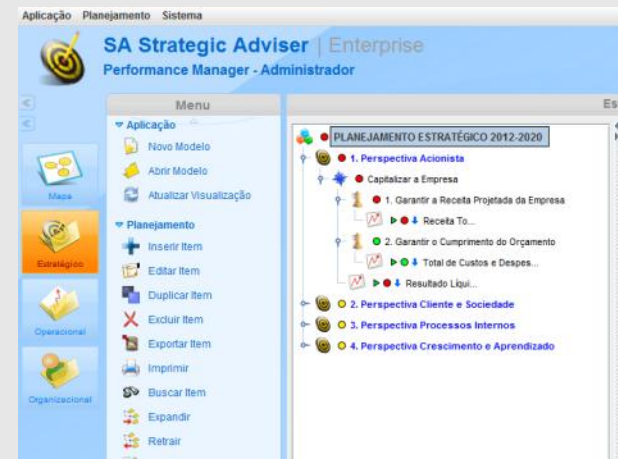 Aplicação Planejamento Sistema
SA Strategic Adviser | Enterprise
Performance Manager - Administrador
Menu
Es
Aplicação
Novo Modelo
Abrir Modelo
Atualizar Visualização
Planejamento
Inserir Item
Editar Item
Duplicar Item
Excluir Item
Exportar Item
Imprimir
Buscar Item
Expandir
Retrair
Mapa
Estratégico
Operacional
Organizacional
PLANEJAMENTO ESTRATÉGICO 2012-2020
1. Perspectiva Acionista
Capitalizar a Empresa
1. Garantir a Receita Projetada da Empresa
Receita To...
2. Garantir o Cumprimento do Orçamento
Total de Custos e Despes...
Resultado Líqui...
2. Perspectiva Cliente e Sociedade
3. Perspectiva Processos Internos
4. Perspectiva Crescimento e Aprendizado